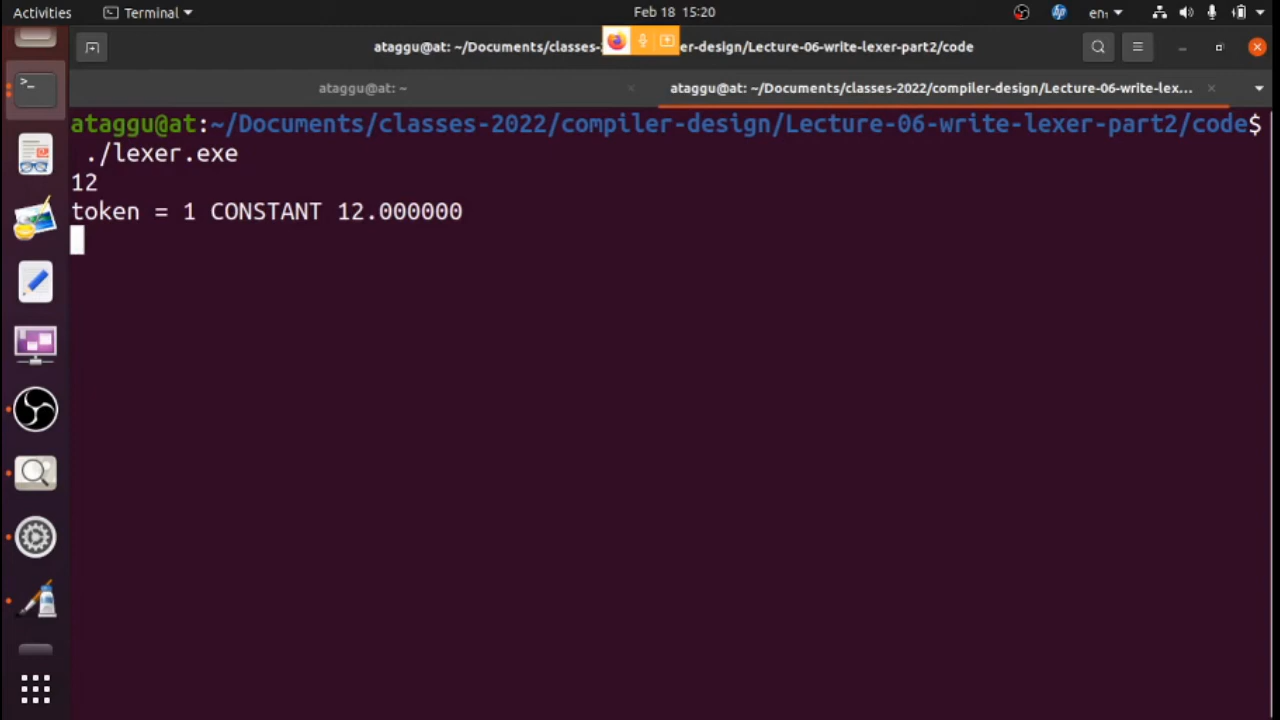 Activities Terminal Feb 18 15:20 en₁
ataggu@at: ~/Documents/classes- er-design/Lecture-06-write-lexer-part2/code
ataggu@at: ~ × ataggu@at: ~/Documents/classes-2022/compiler-design/Lecture-06-write-lex... ×
ataggu@at:~/Documents/classes-2022/compiler-design/Lecture-06-write-lexer-part2/code$
./lexer.exe
12
token = 1 CONSTANT 12.000000